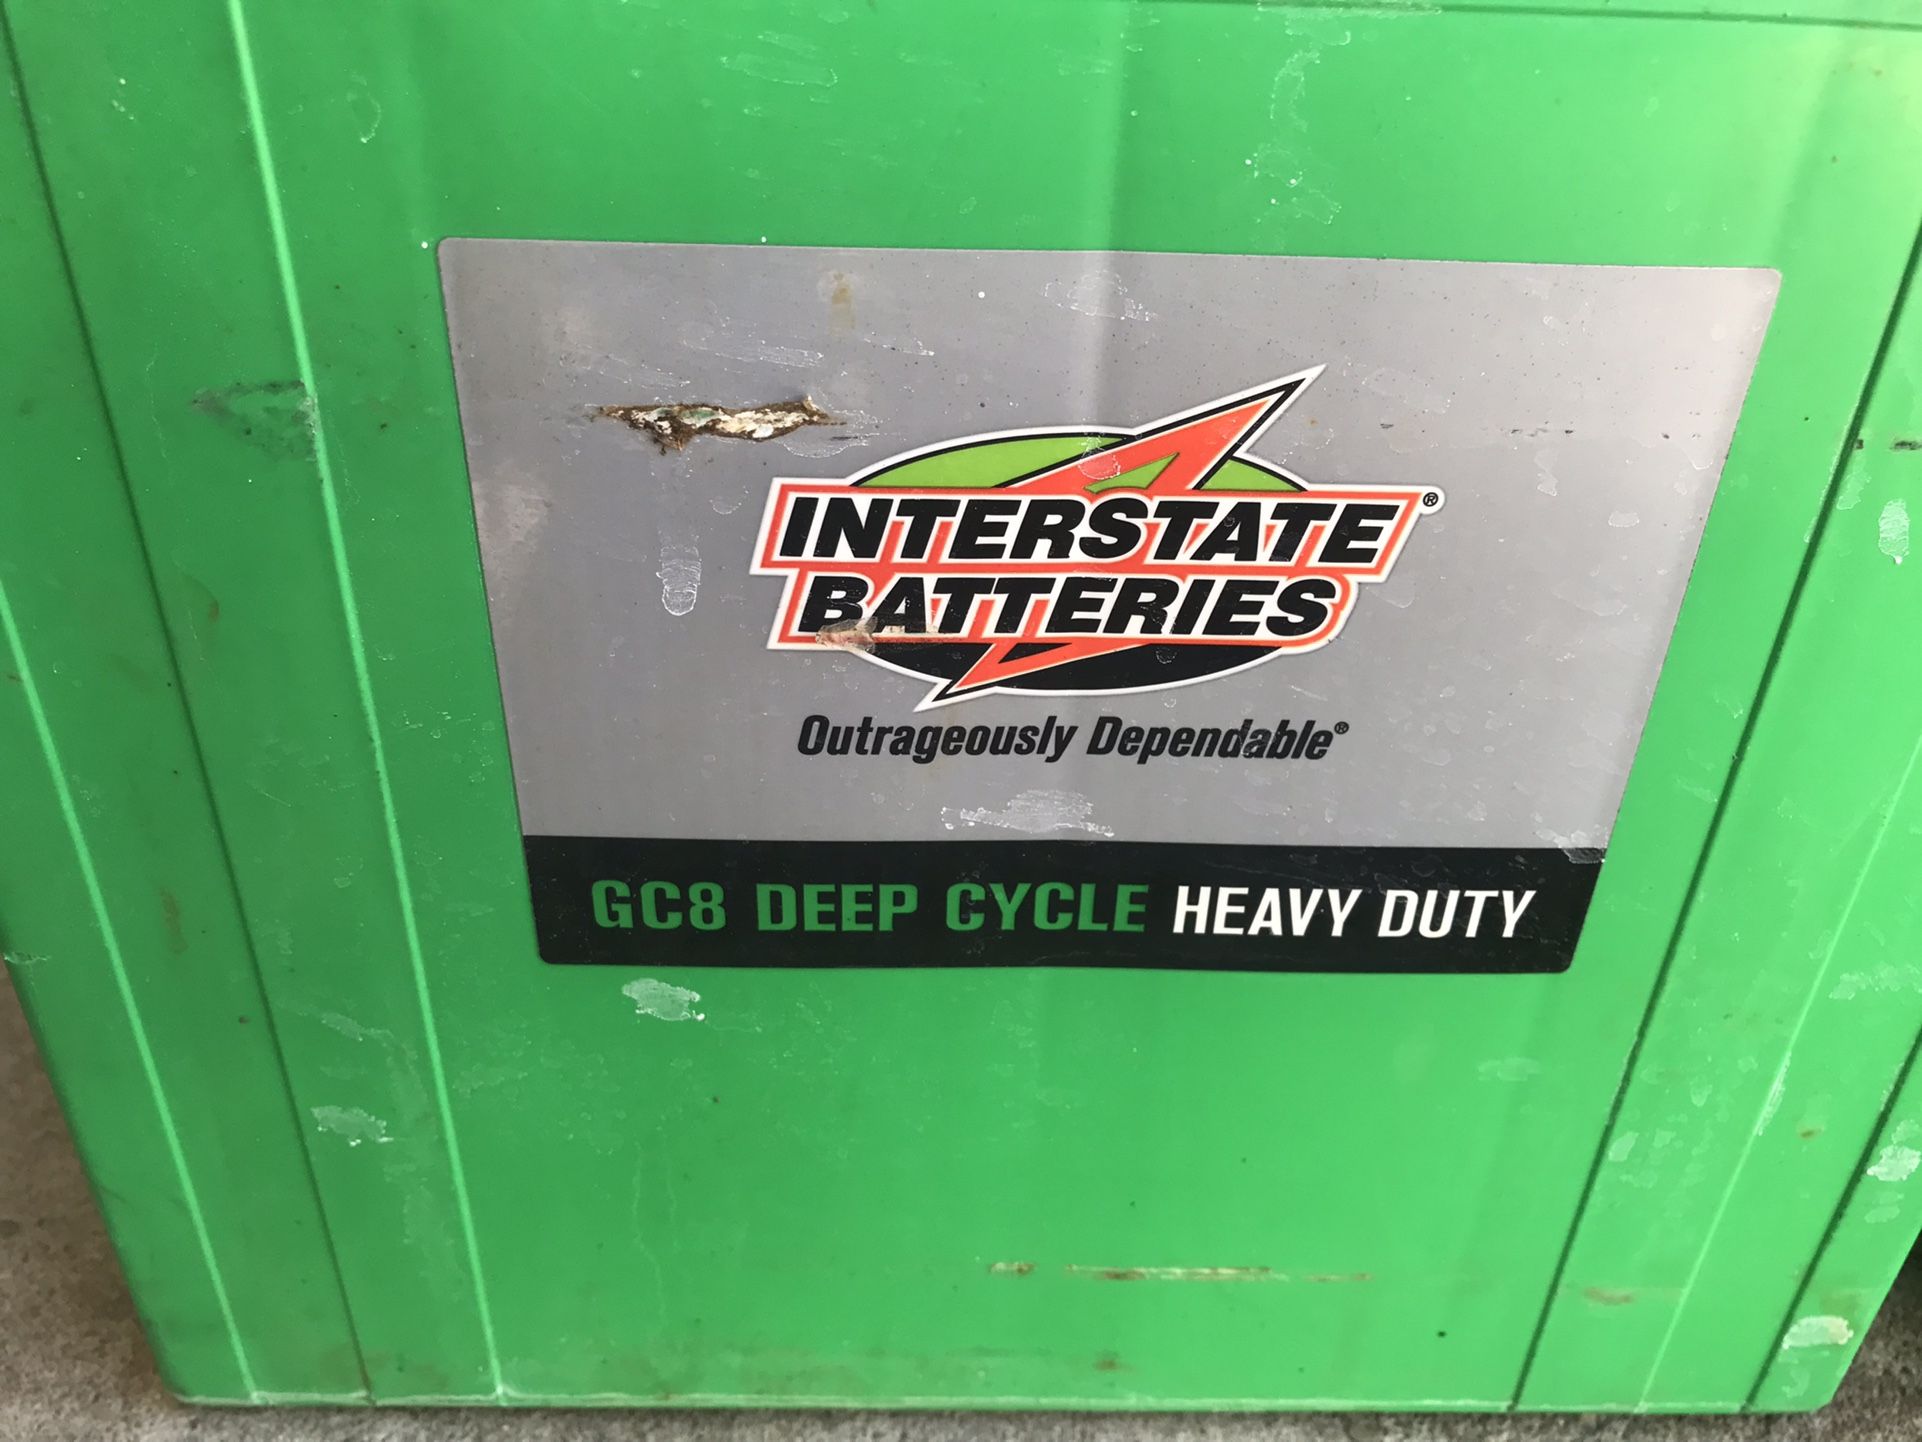 INTERSTATE®
BATTERIES
Outrageously Dependable®
GC8 DEEP CYCLE HEAVY DUTY